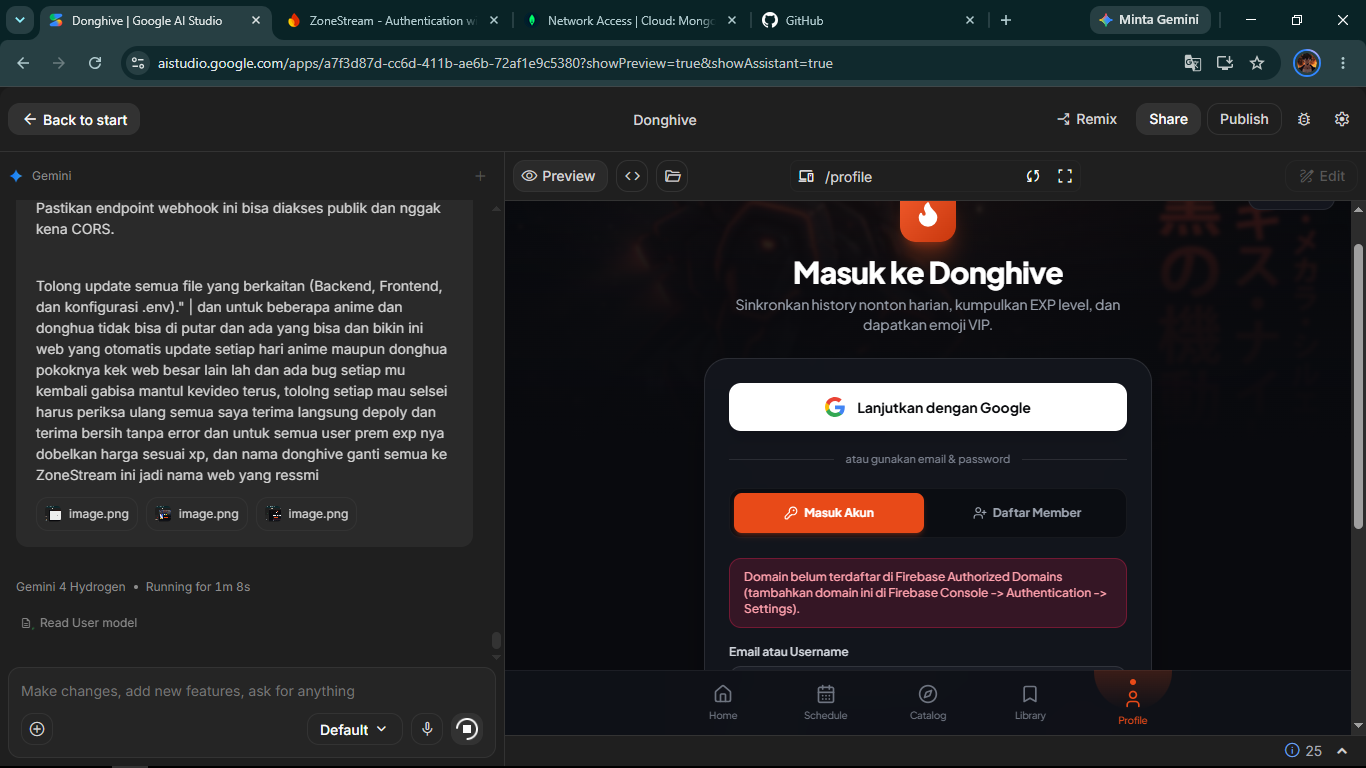 Donghive | Google AI Studio
ZoneStream - Authentication wi
Network Access | Cloud: Mong
GitHub
Minta Gemini
aistudio.google.com/apps/a7f3d87d-cc6d-411b-ae6b-72af1e9c5380?showPreview=true&showAssistant=true
Back to start
Donghive
Remix
Share
Publish
Gemini
Preview
/profile
Edit
Pastikan endpoint webhook ini bisa diakses publik dan nggak
kena CORS.
Tolong update semua file yang berkaitan (Backend, Frontend,
dan konfigurasi .env)." | dan untuk beberapa anime dan
donghua tidak bisa di putar dan ada yang bisa dan bikin ini
web yang otomatis update setiap hari anime maupun donghua
pokoknya kek web besar lain lah dan ada bug setiap mu
kembali gabisa mantul kevideo terus, tololng setiap mau selsei
harus periksa ulang semua saya terima langsung depoly dan
terima bersih tanpa error dan untuk semua user prem exp nya
dobelkan harga sesuai xp, dan nama donghive ganti semua ke
ZoneStream ini jadi nama web yang ressmi
image.png
image.png
image.png
Gemini 4 Hydrogen • Running for 1m 8s
Read User model
Make changes, add new features, ask for anything
Default
Masuk ke Donghive
Sinkronkan history nonton harian, kumpulkan EXP level, dan
dapatkan emoji VIP.
Lanjutkan dengan Google
atau gunakan email & password
Masuk Akun
Daftar Member
Domain belum terdaftar di Firebase Authorized Domains
(tambahkan domain ini di Firebase Console -> Authentication ->
Settings).
Email atau Username
Home
Schedule
Catalog
Library
Profile
25